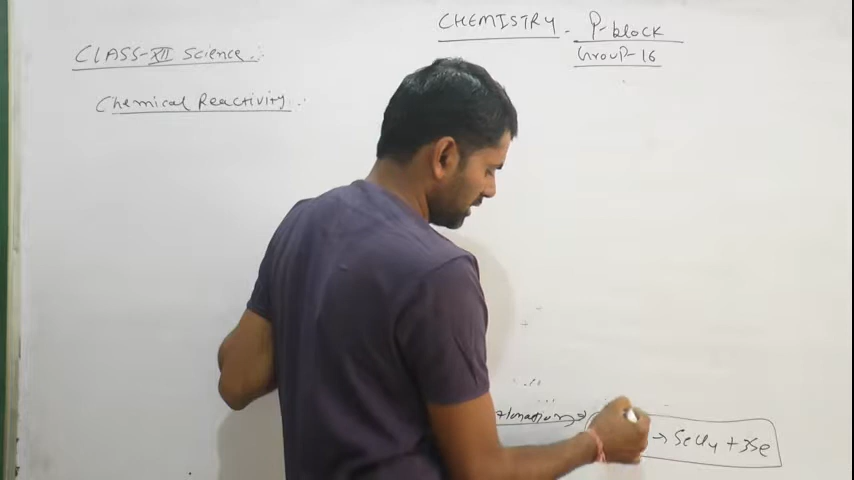 CHEMISTRY - P-block
Group-16
CLASS-XII Science.
Chemical Reactivity.
→ SeCl4 + 3Se